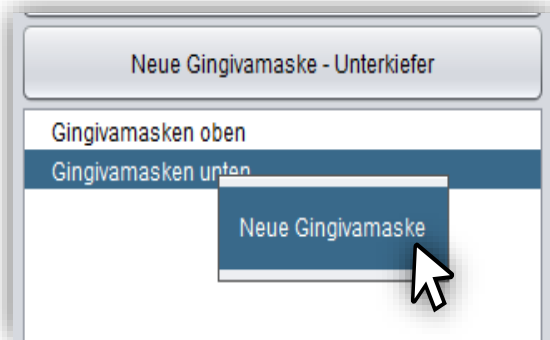 Neue Gingivamaske - Unterkiefer
Gingivamasken oben
Gingivamasken unten
Neue Gingivamaske